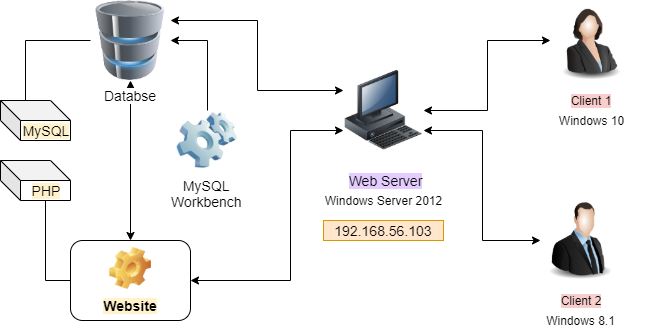 Databse
MySQL
PHP
MySQL
Workbench
Website
Web Server
Windows Server 2012
192.168.56.103
Client 1
Windows 10
Client 2
Windows 8.1